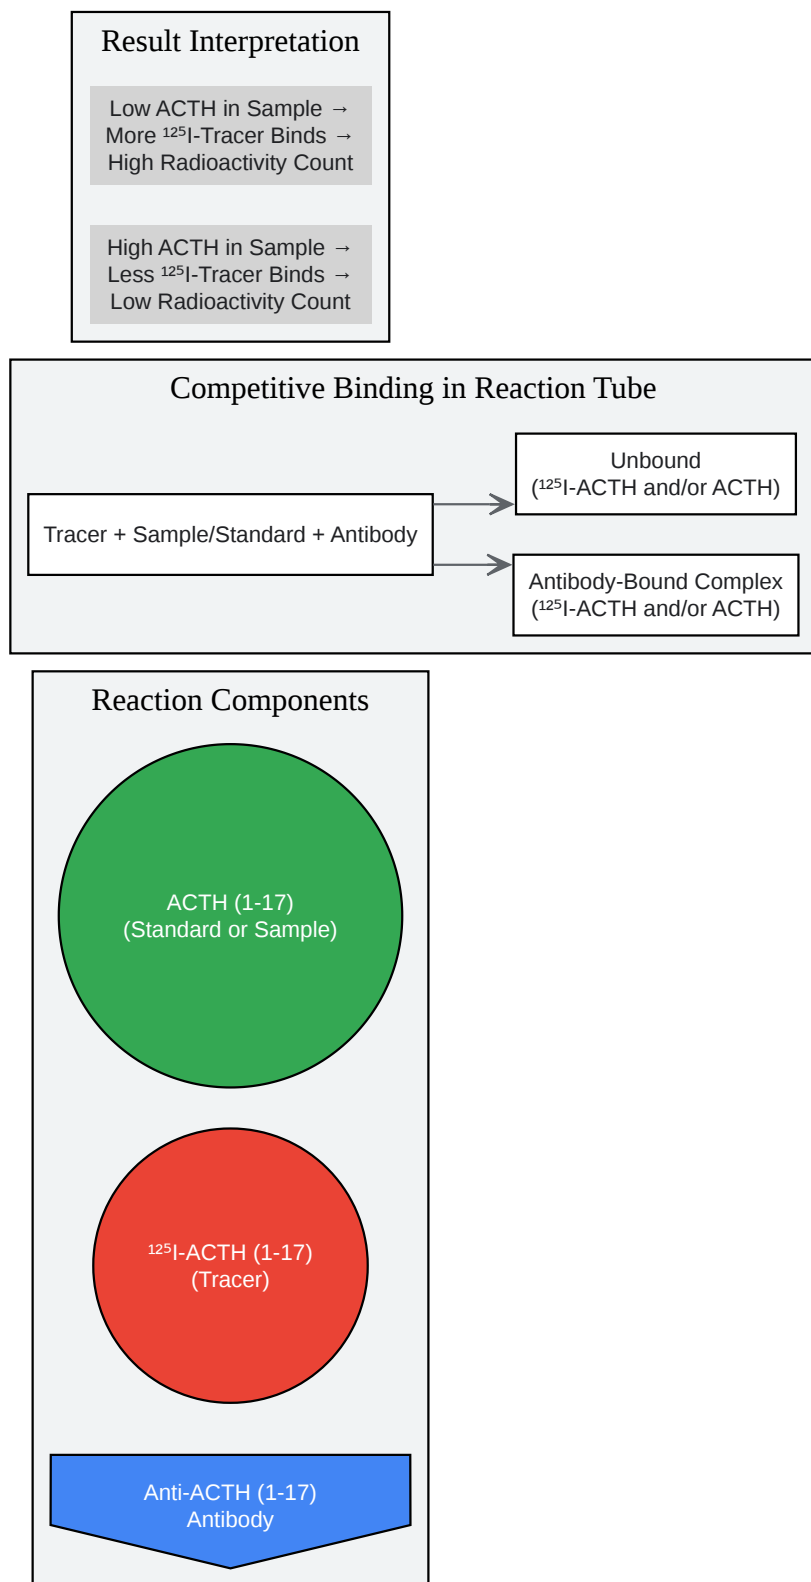 Result Interpretation
Low ACTH in Sample →
More ¹²⁵I-Tracer Binds →
High Radioactivity Count
High ACTH in Sample →
Less ¹²⁵I-Tracer Binds →
Low Radioactivity Count
Competitive Binding in Reaction Tube
Tracer + Sample/Standard + Antibody
Unbound
(¹²⁵I-ACTH and/or ACTH)
Antibody-Bound Complex
(¹²⁵I-ACTH and/or ACTH)
Reaction Components
ACTH (1-17)
(Standard or Sample)
¹²⁵I-ACTH (1-17)
(Tracer)
Anti-ACTH (1-17)
Antibody